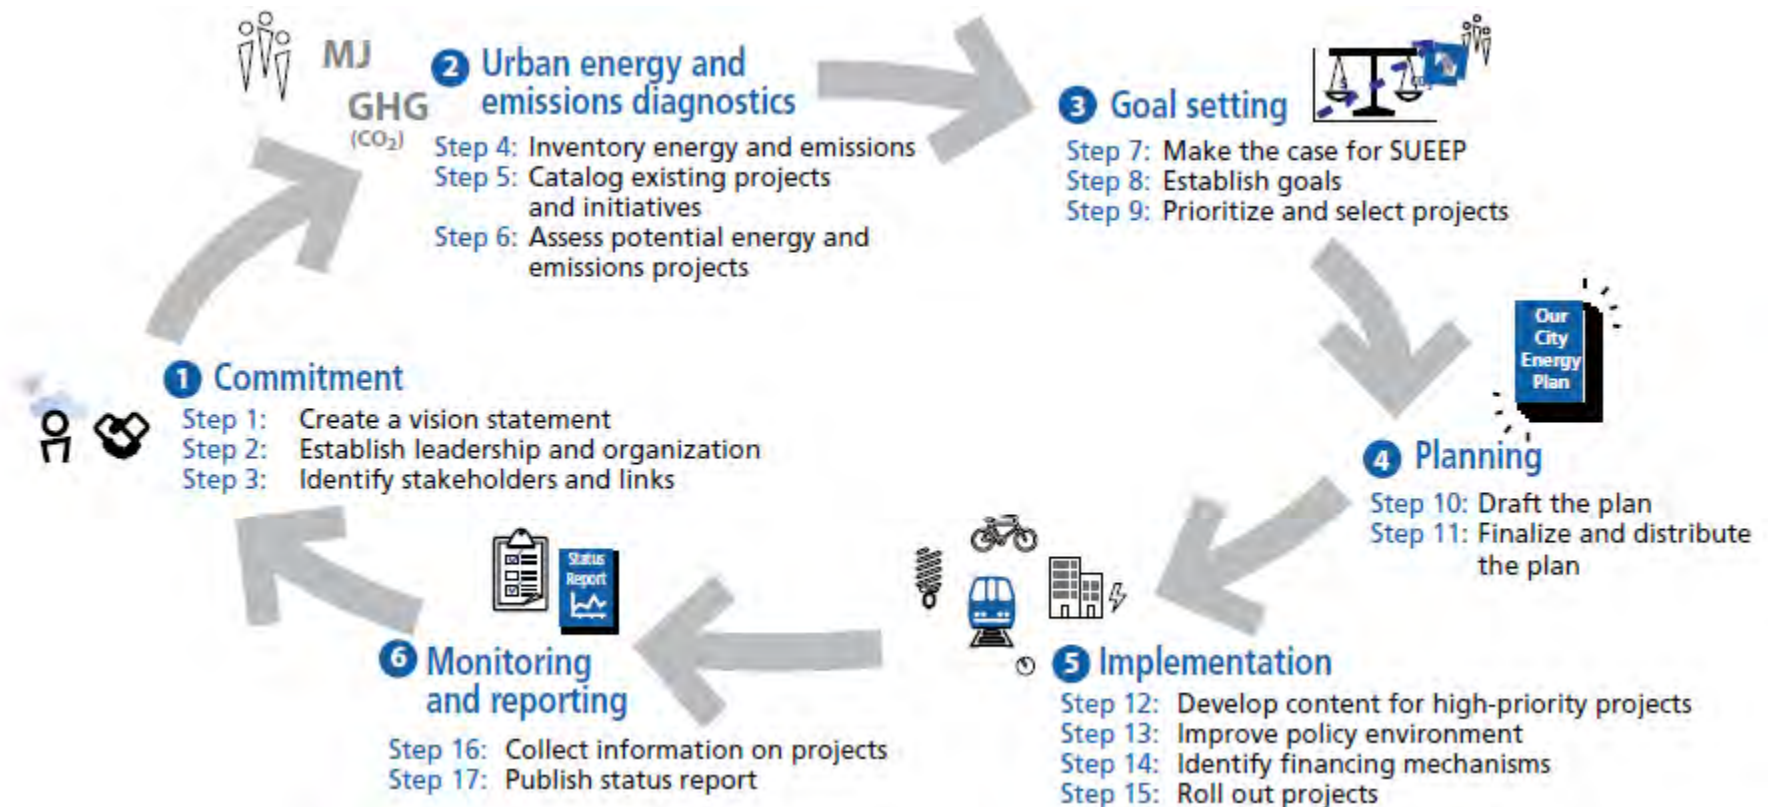 MJ
GHG
(CO₂)
2 Urban energy and
emissions diagnostics
Step 4: Inventory energy and emissions
Step 5: Catalog existing projects
and initiatives
Step 6: Assess potential energy and
emissions projects
3 Goal setting
Step 7: Make the case for SUEEP
Step 8: Establish goals
Step 9: Prioritize and select projects
Our
City
Energy
Plan
1 Commitment
Step 1: Create a vision statement
Step 2: Establish leadership and organization
Step 3: Identify stakeholders and links
4 Planning
Step 10: Draft the plan
Step 11: Finalize and distribute
the plan
Status
Report
6 Monitoring
and reporting
Step 16: Collect information on projects
Step 17: Publish status report
5 Implementation
Step 12: Develop content for high-priority projects
Step 13: Improve policy environment
Step 14: Identify financing mechanisms
Step 15: Roll out projects